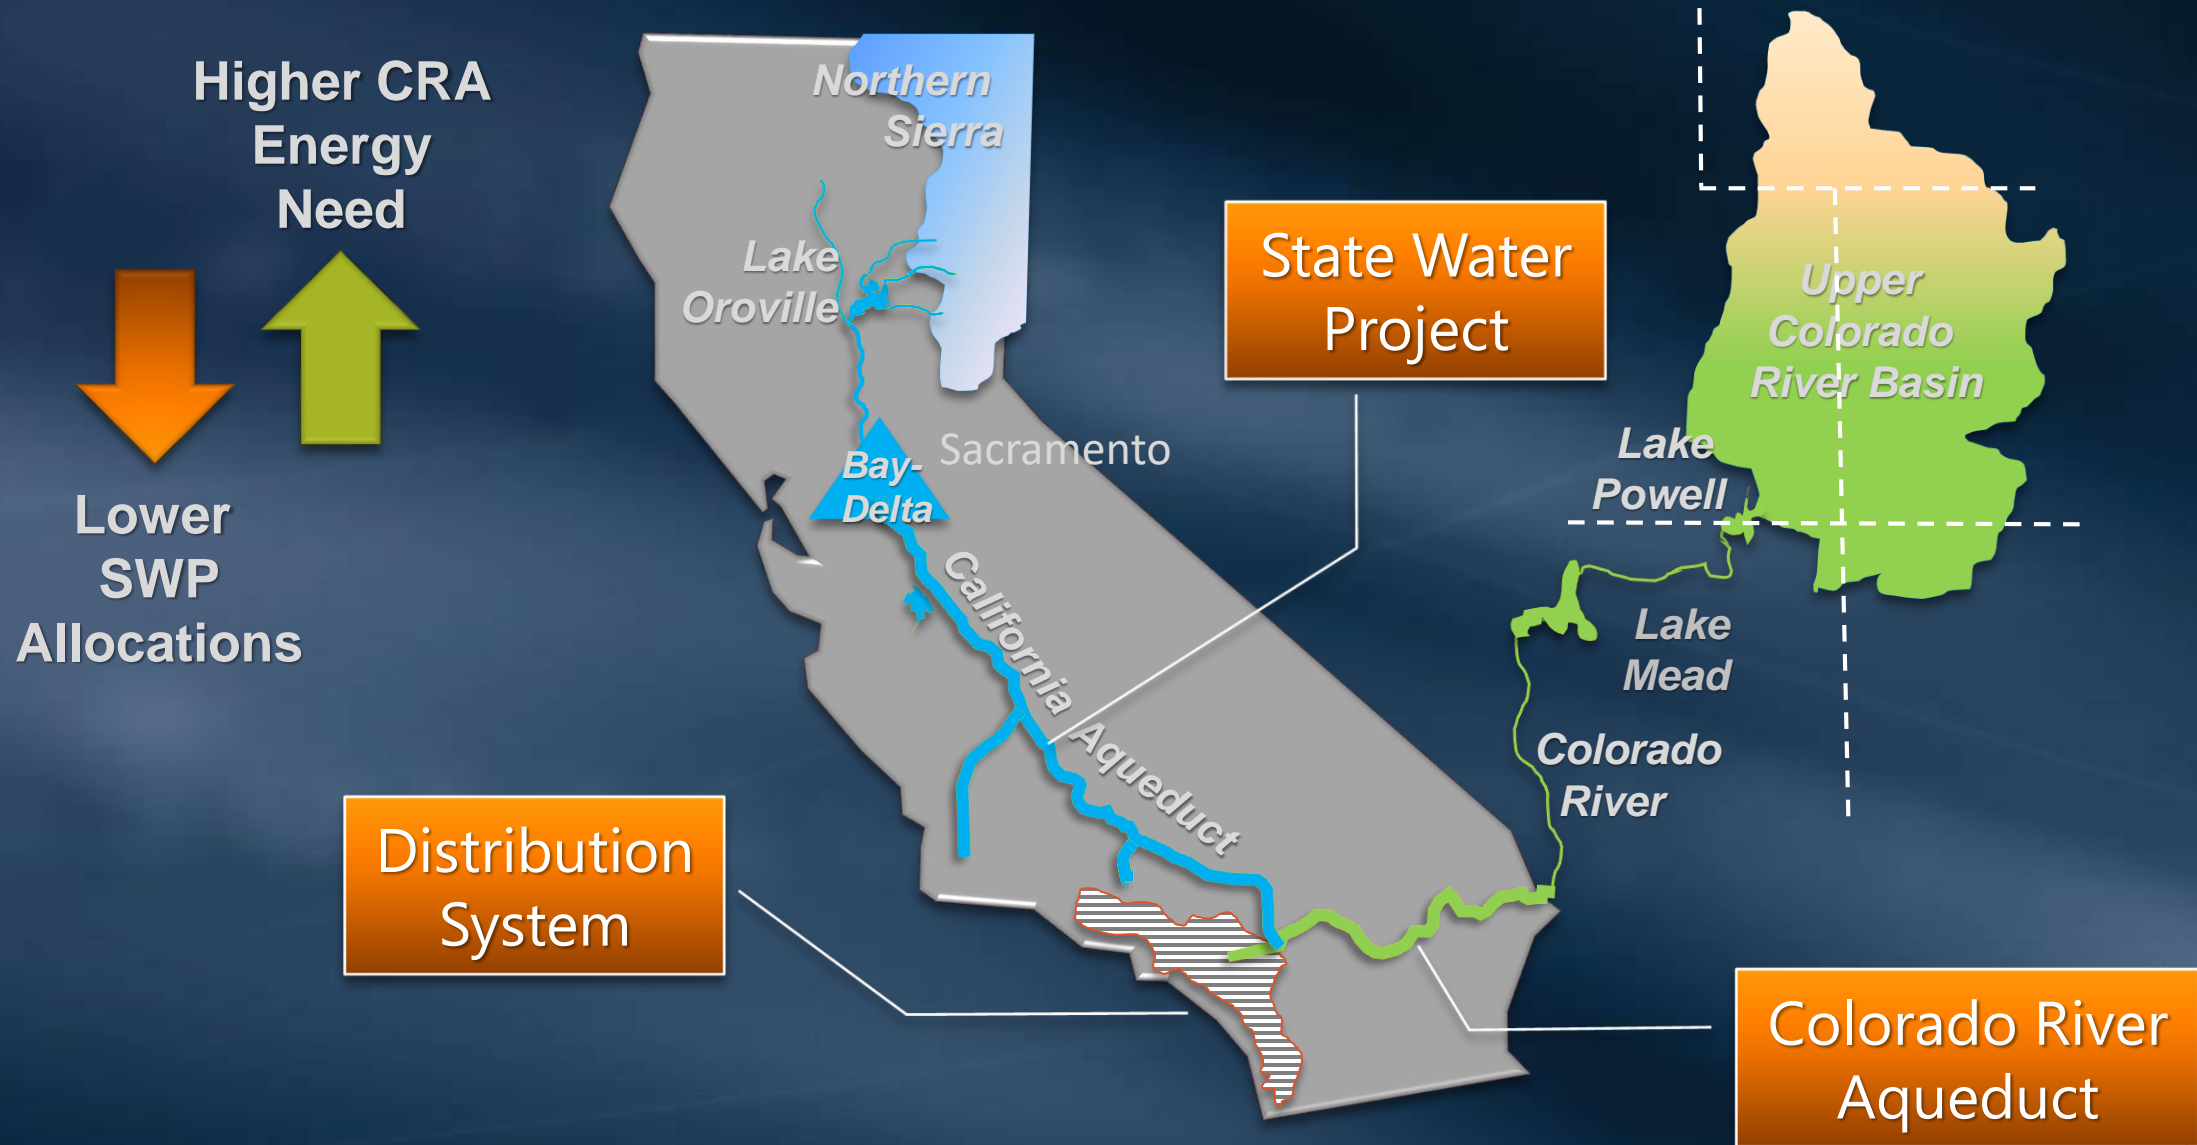 Higher CRA
Energy
Need
Lower
SWP
Allocations
Northern
Sierra
Lake
Oroville
Bay-
Delta
Sacramento
California Aqueduct
State Water
Project
Distribution
System
Upper
Colorado
River Basin
Lake
Powell
Lake
Mead
Colorado
River
Colorado River
Aqueduct